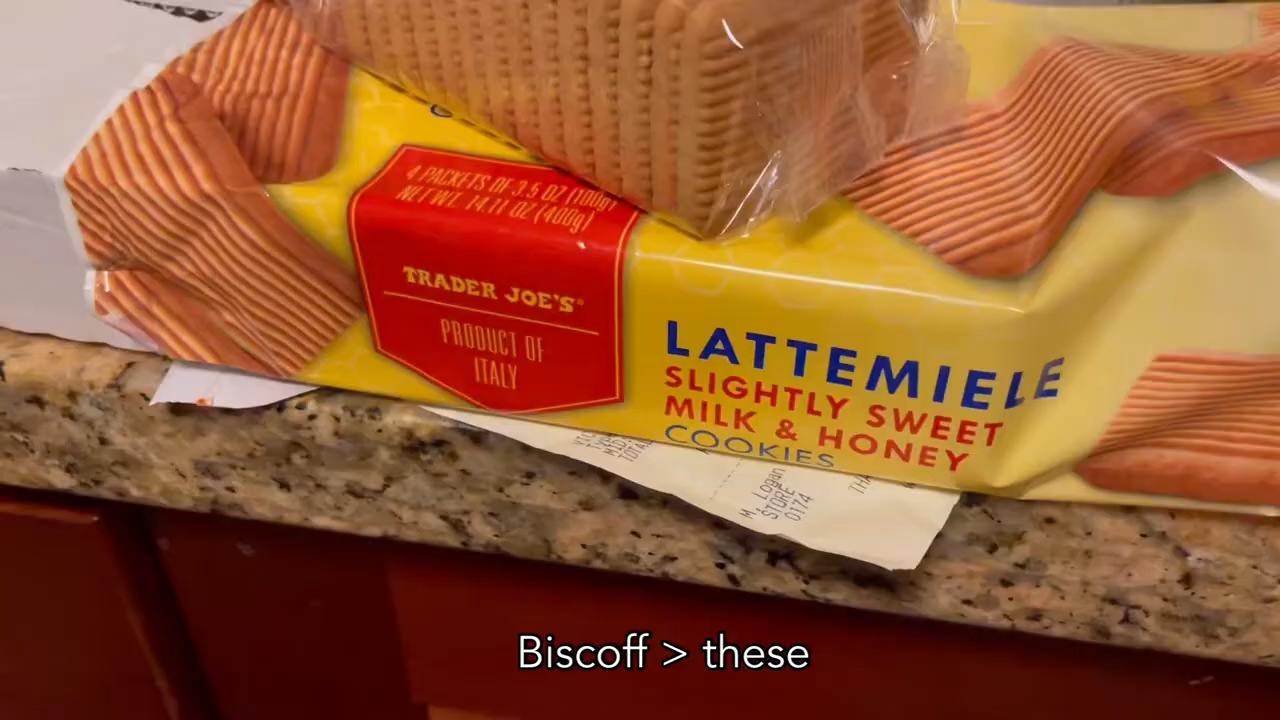 4 PACKETS OF 3.5 OZ (100g)
NET WT. 14.11 OZ (400g)
TRADER JOE'S
PRODUCT OF
ITALY
LATTEMIELE
SLIGHTLY SWEET
MILK & HONEY
COOKIES
M. Logan
STORE
0174
Biscoff > these